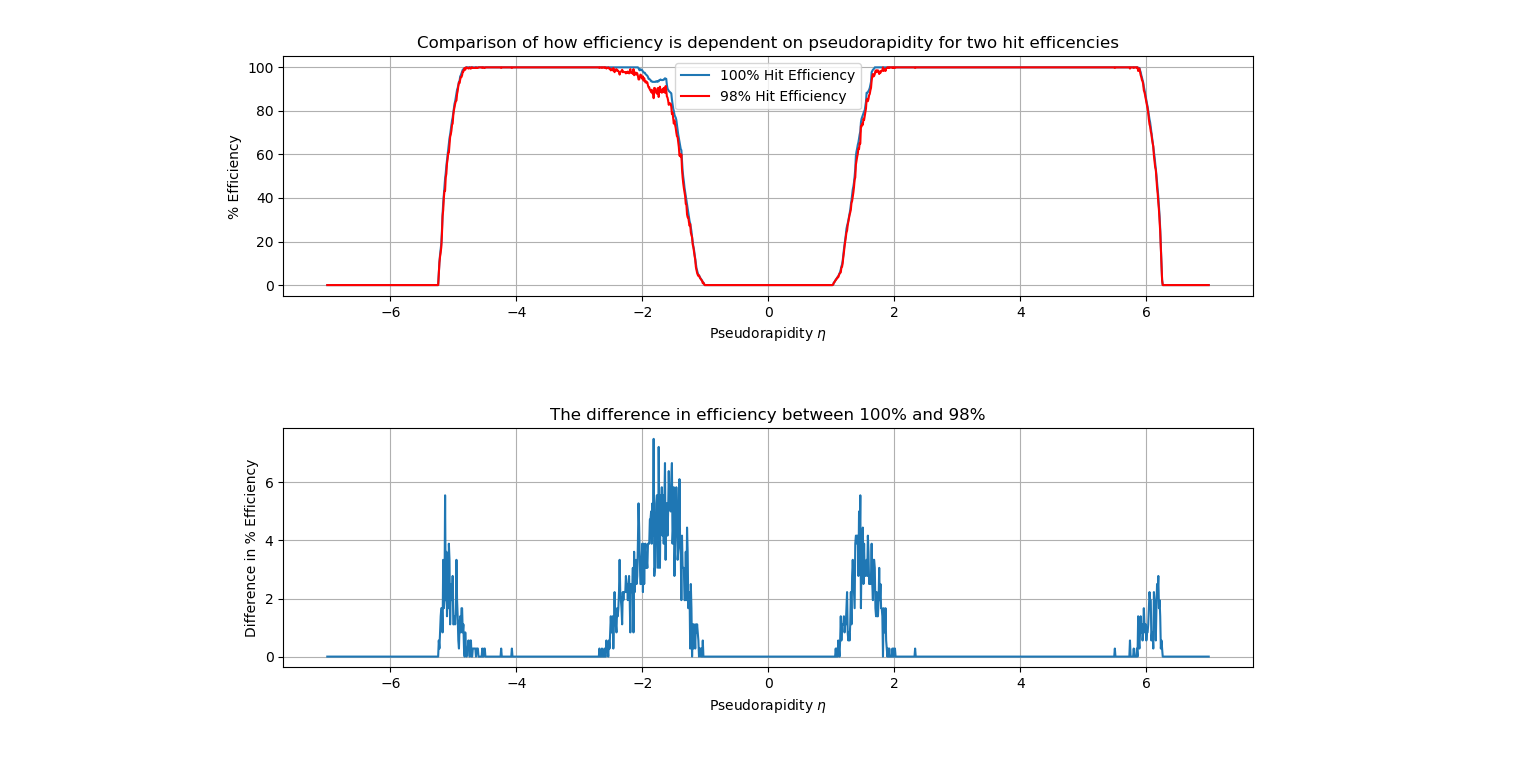 Comparison of how efficiency is dependent on pseudorapidity for two hit efficencies
100
80
60
40
20
0
% Efficiency
100% Hit Efficiency
98% Hit Efficiency
−6 −4 −2 0 2 4 6
Pseudorapidity η
The difference in efficiency between 100% and 98%
6
4
2
0
Difference in % Efficiency
−6 −4 −2 0 2 4 6
Pseudorapidity η